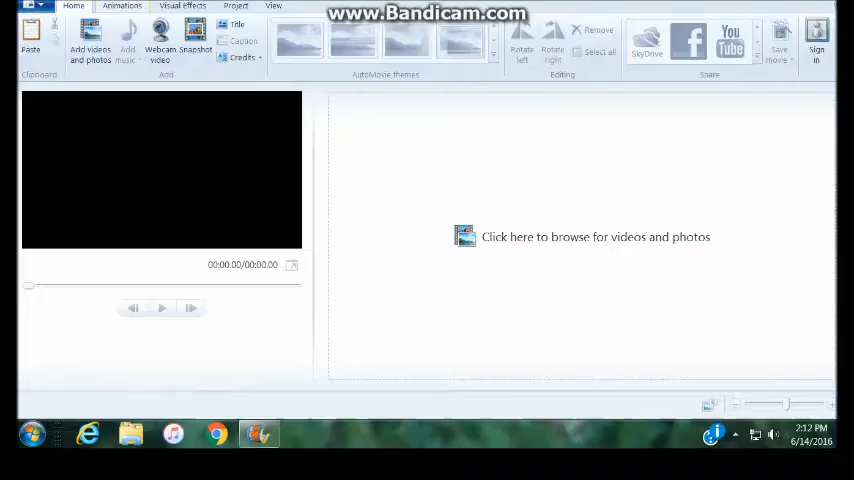 www.Bandicam.com
Home Animations Visual Effects Project View
Paste
Add videos and photos
Add music
Webcam video
Snapshot
Title
Caption
Credits
Rotate left
Rotate right
Remove
Select all
SkyDrive
f
You Tube
Save movie
Sign in
Clipboard Add AutoMovie themes Editing Share
Click here to browse for videos and photos
00:00.00/00:00.00
2:12 PM
6/14/2016